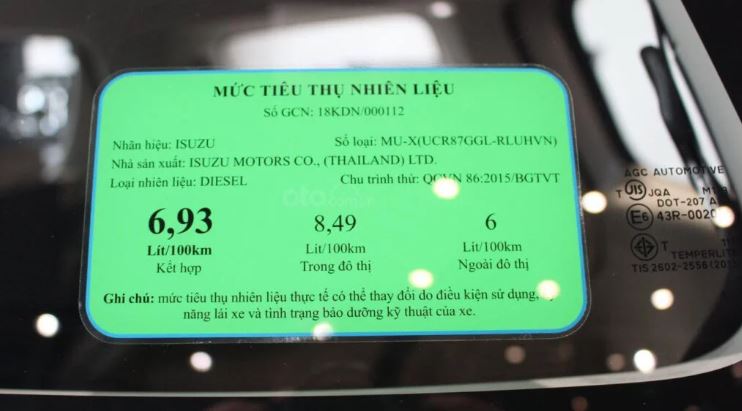 MỨC TIÊU THỤ NHIÊN LIỆU
Số GCN: 18KDN/000112
Nhãn hiệu: ISUZU
Số loại: MU-X(UCR87GGL-RLUHVN)
Nhà sản xuất: ISUZU MOTORS CO., (THAILAND) LTD.
Loại nhiên liệu: DIESEL
Chu trình thử: QCVN 86:2015/BGTVT
6,93
Lít/100km
Kết hợp
8,49
Lit/100km
Trong đô thị
6
Lit/100km
Ngoài đô thị
Ghi chú: mức tiêu thụ nhiên liệu thực tế có thể thay đổi do điều kiện sử dụng,
năng lái xe và tình trạng bảo dưỡng kỹ thuật của xe.
AGC AUTOMOTIVE
JIS JQA
DOT-207
E6 43R-0020
T
TEMPERLITE
TIS 2602-2556